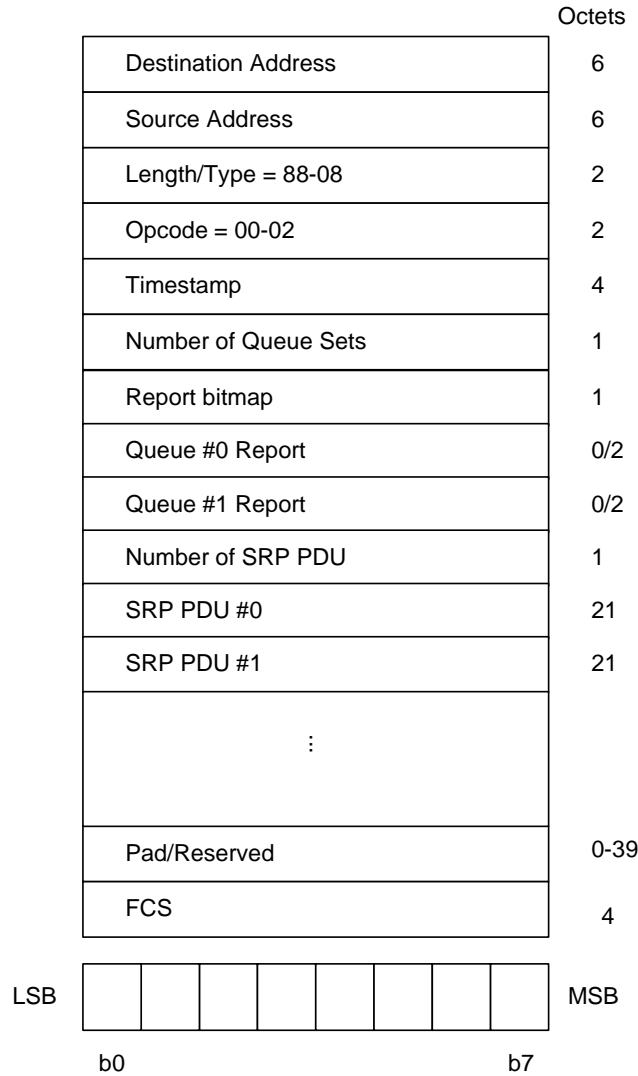 Octets
Destination Address 6
Source Address 6
Length/Type = 88-08 2
Opcode = 00-02 2
Timestamp 4
Number of Queue Sets 1
Report bitmap 1
Queue #0 Report 0/2
Queue #1 Report 0/2
Number of SRP PDU 1
SRP PDU #0 21
SRP PDU #1 21
⋮
Pad/Reserved 0-39
FCS 4
LSB MSB
b0 b7